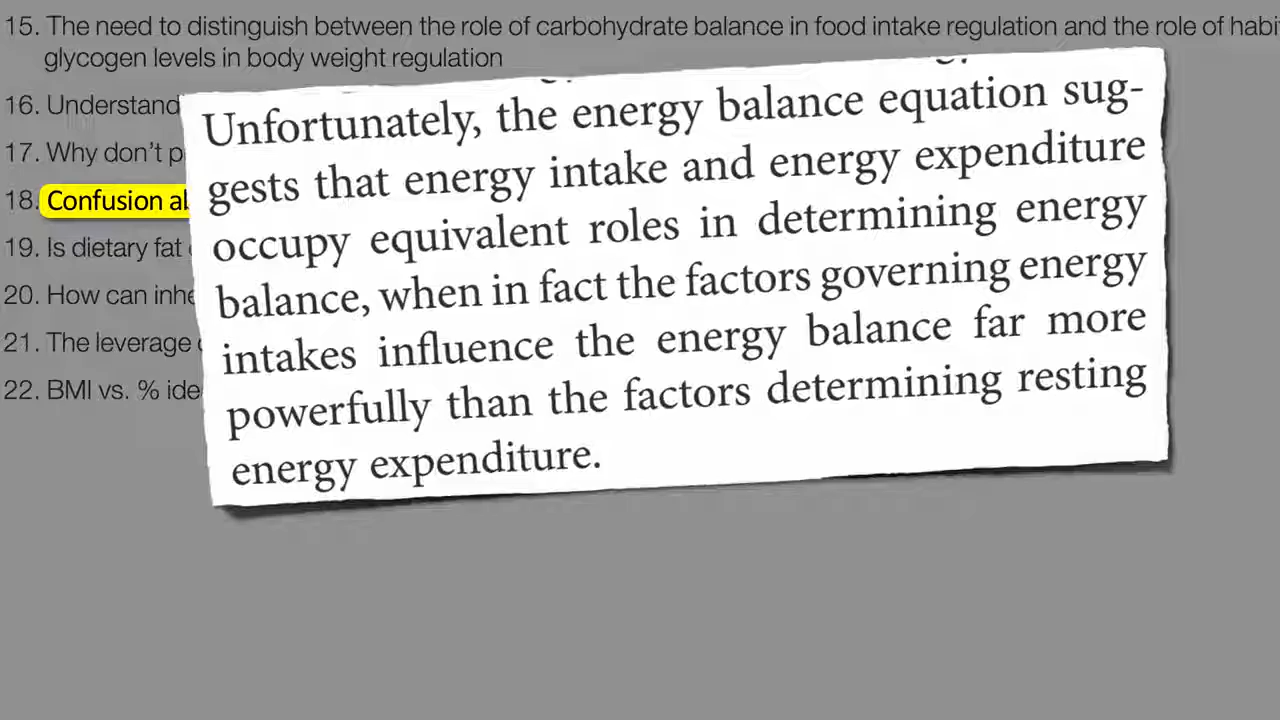 15. The need to distinguish between the role of carbohydrate balance in food intake regulation and the role of
glycogen levels in body weight regulation
16.
17. Why don't
18. Confusion
19. Is dietary fat
20. How can
21. The leverage
22. BMI vs. %
Unfortunately, the energy balance equation sug-
gests that energy intake and energy expenditure
occupy equivalent roles in determining energy
balance, when in fact the factors governing energy
intakes influence the energy balance far more
powerfully than the factors determining resting
energy expenditure.